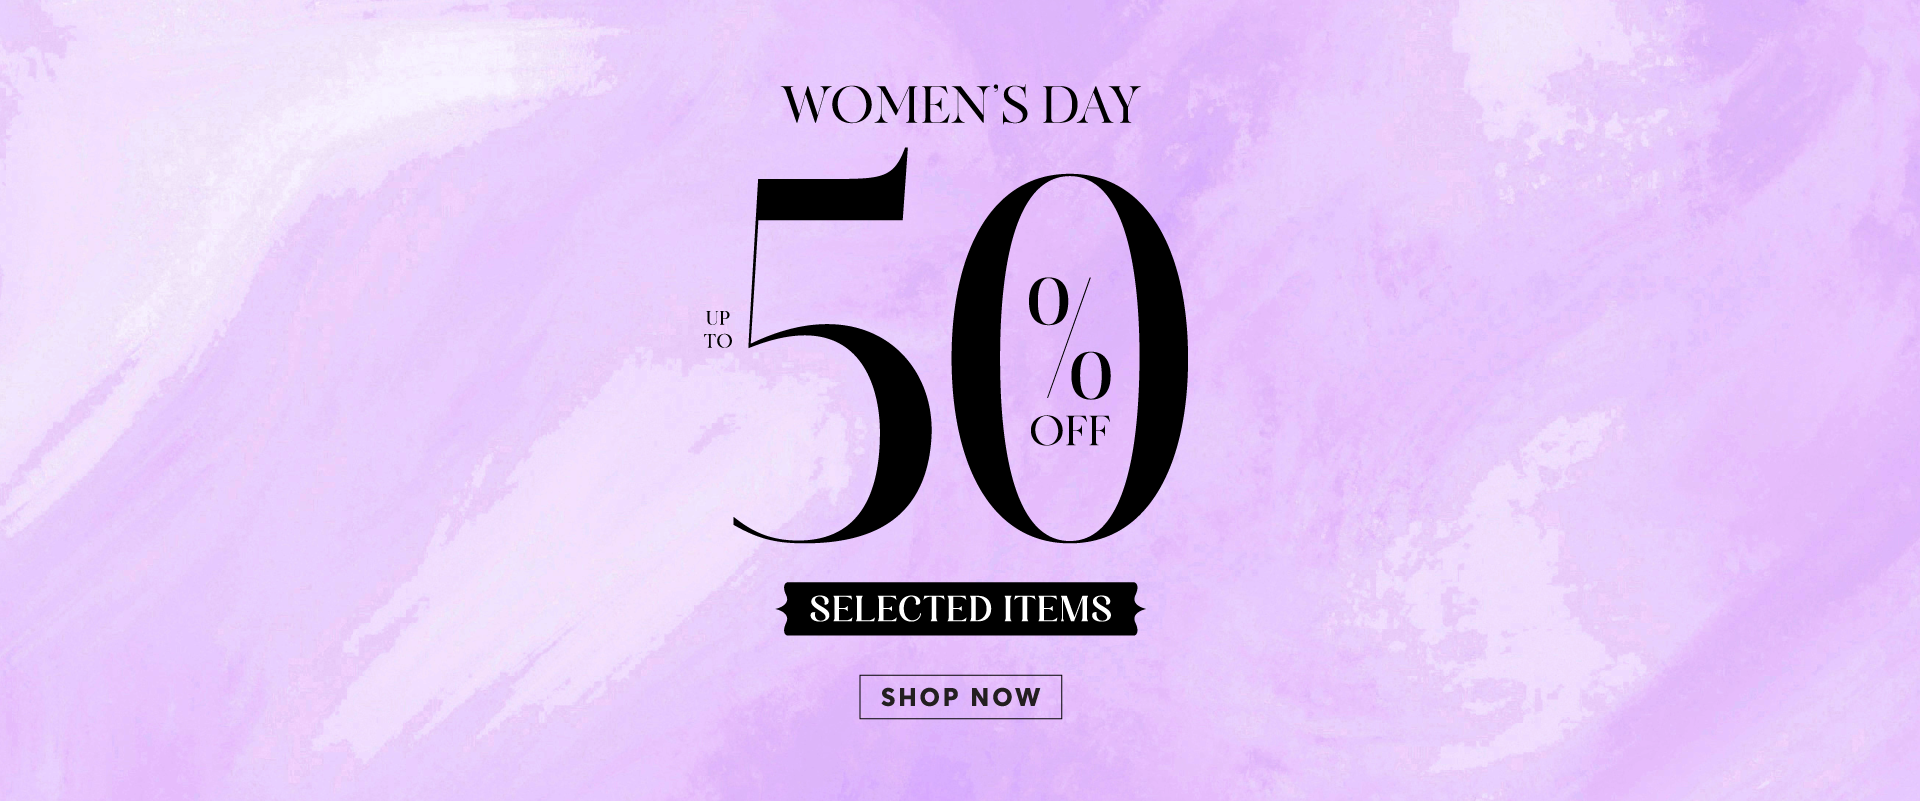 WOMEN'S DAY
UP
TO
50
%
OFF
SELECTED ITEMS
SHOP NOW